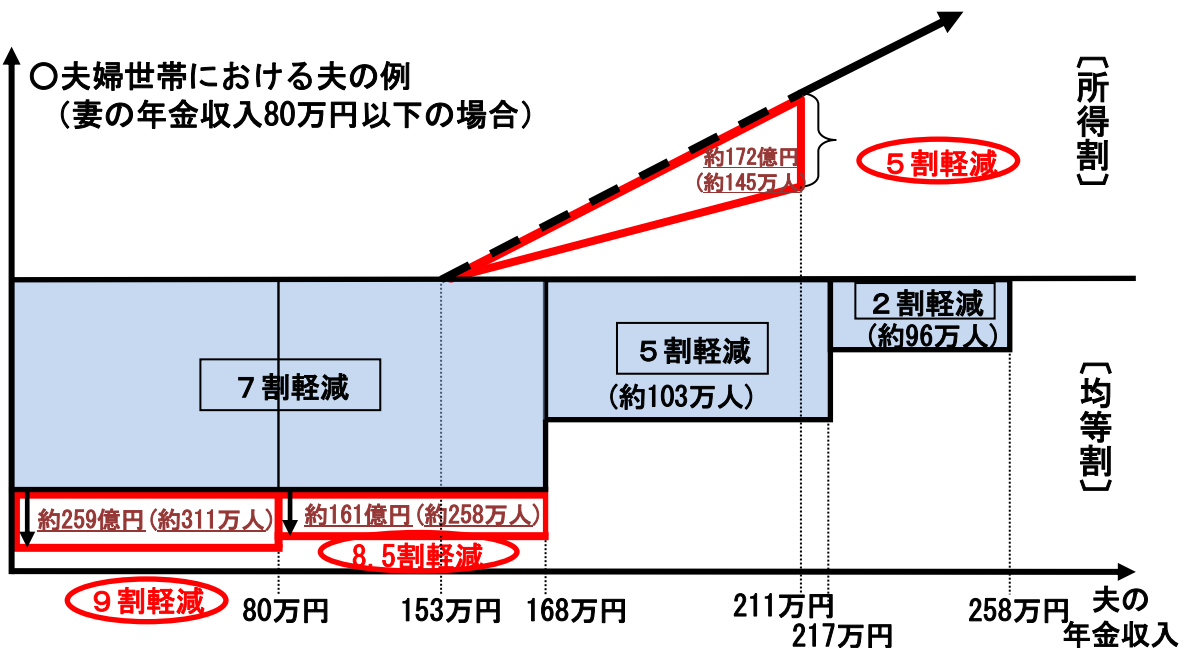 ○夫婦世帯における夫の例
(妻の年金収入80万円以下の場合)
〔所得割〕
約172億円
(約145万人)
５割軽減
２割軽減
(約96万人)
５割軽減
(約103万人)
７割軽減
〔均等割〕
約259億円(約311万人)
約161億円(約258万人)
8.5割軽減
９割軽減
80万円
153万円
168万円
211万円
217万円
258万円
夫の
年金収入